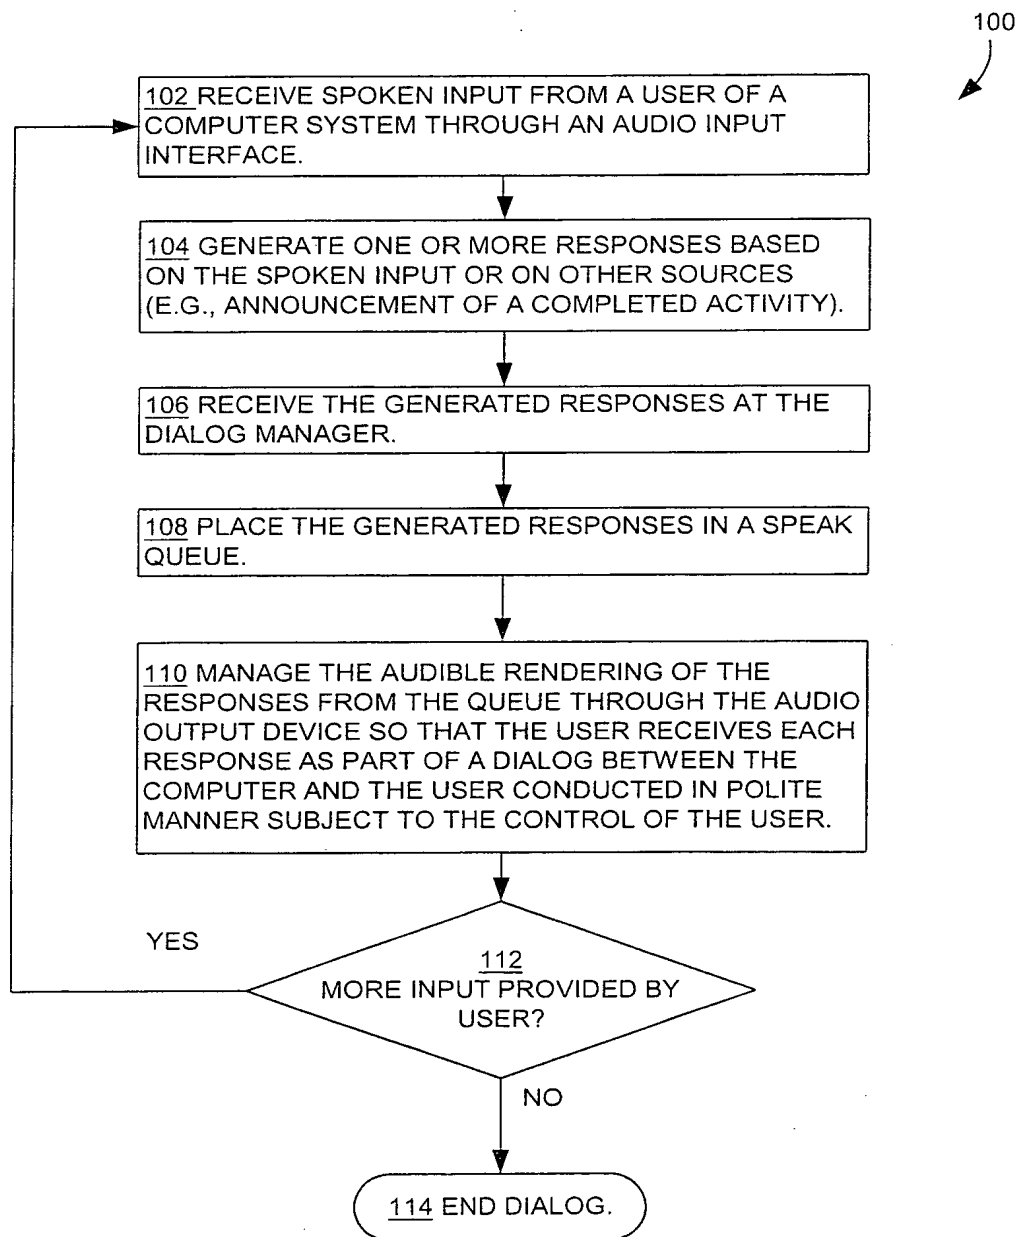 100
102 RECEIVE SPOKEN INPUT FROM A USER OF A
COMPUTER SYSTEM THROUGH AN AUDIO INPUT
INTERFACE.
104 GENERATE ONE OR MORE RESPONSES BASED
ON THE SPOKEN INPUT OR ON OTHER SOURCES
(E.G., ANNOUNCEMENT OF A COMPLETED ACTIVITY).
106 RECEIVE THE GENERATED RESPONSES AT THE
DIALOG MANAGER.
108 PLACE THE GENERATED RESPONSES IN A SPEAK
QUEUE.
110 MANAGE THE AUDIBLE RENDERING OF THE
RESPONSES FROM THE QUEUE THROUGH THE AUDIO
OUTPUT DEVICE SO THAT THE USER RECEIVES EACH
RESPONSE AS PART OF A DIALOG BETWEEN THE
COMPUTER AND THE USER CONDUCTED IN POLITE
MANNER SUBJECT TO THE CONTROL OF THE USER.
YES
112
MORE INPUT PROVIDED BY
USER?
NO
114 END DIALOG.